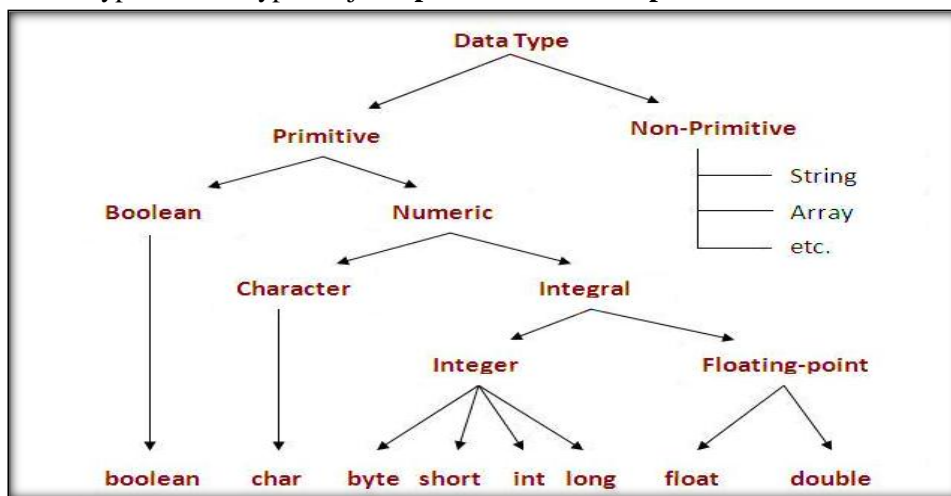 Data Type
Primitive Non-Primitive
String
Boolean Numeric Array
etc.
Character Integral
Integer Floating-point
boolean char byte short int long float double